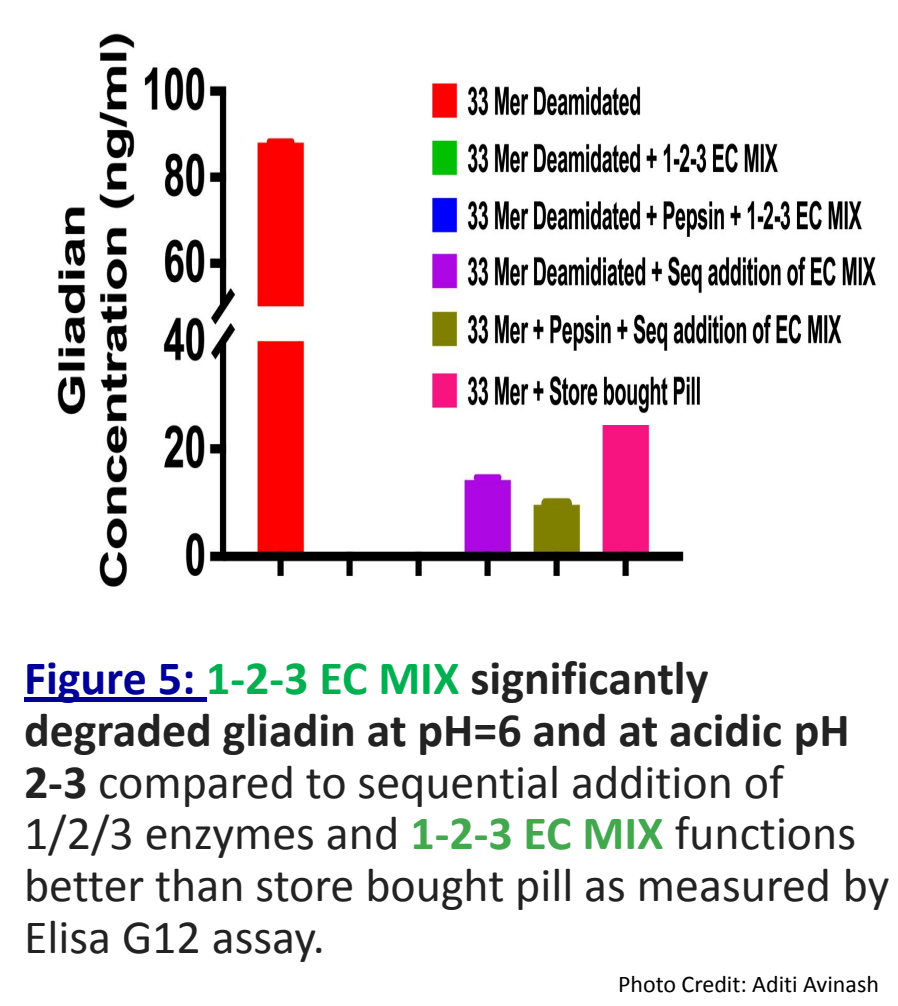 Gliadian
Concentration (ng/ml)
100
80
60
40
20
0
33 Mer Deamidated
33 Mer Deamidated + 1-2-3 EC MIX
33 Mer Deamidated + Pepsin + 1-2-3 EC MIX
33 Mer Deamidiated + Seq addition of EC MIX
33 Mer + Pepsin + Seq addition of EC MIX
33 Mer + Store bought Pill
Figure 5: 1-2-3 EC MIX significantly
degraded gliadin at pH=6 and at acidic pH
2-3 compared to sequential addition of
1/2/3 enzymes and 1-2-3 EC MIX functions
better than store bought pill as measured by
Elisa G12 assay.
Photo Credit: Aditi Avinash